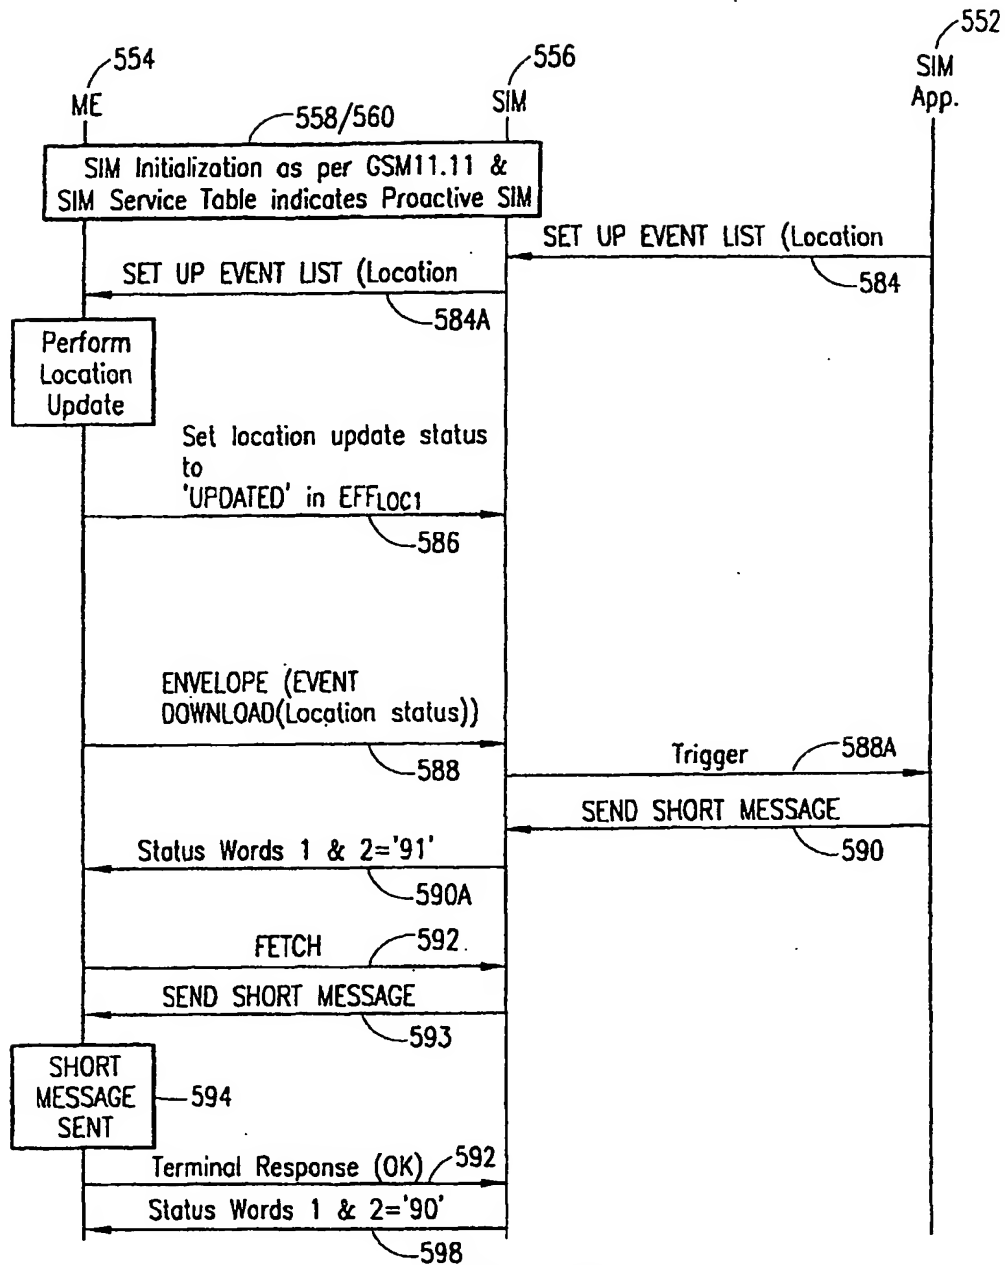 552
SIM
App.
554
ME
556
SIM
558/560
SIM Initialization as per GSM11.11 &
SIM Service Table indicates Proactive SIM
SET UP EVENT LIST (Location
584
SET UP EVENT LIST (Location
584A
Perform
Location
Update
Set location update status
to
'UPDATED' in EFFLOC1
586
ENVELOPE (EVENT
DOWNLOAD(Location status))
588
Trigger
588A
SEND SHORT MESSAGE
590
Status Words 1 & 2='91'
590A
FETCH
592
SEND SHORT MESSAGE
593
SHORT
MESSAGE
SENT
594
Terminal Response (OK)
592
Status Words 1 & 2='90'
598